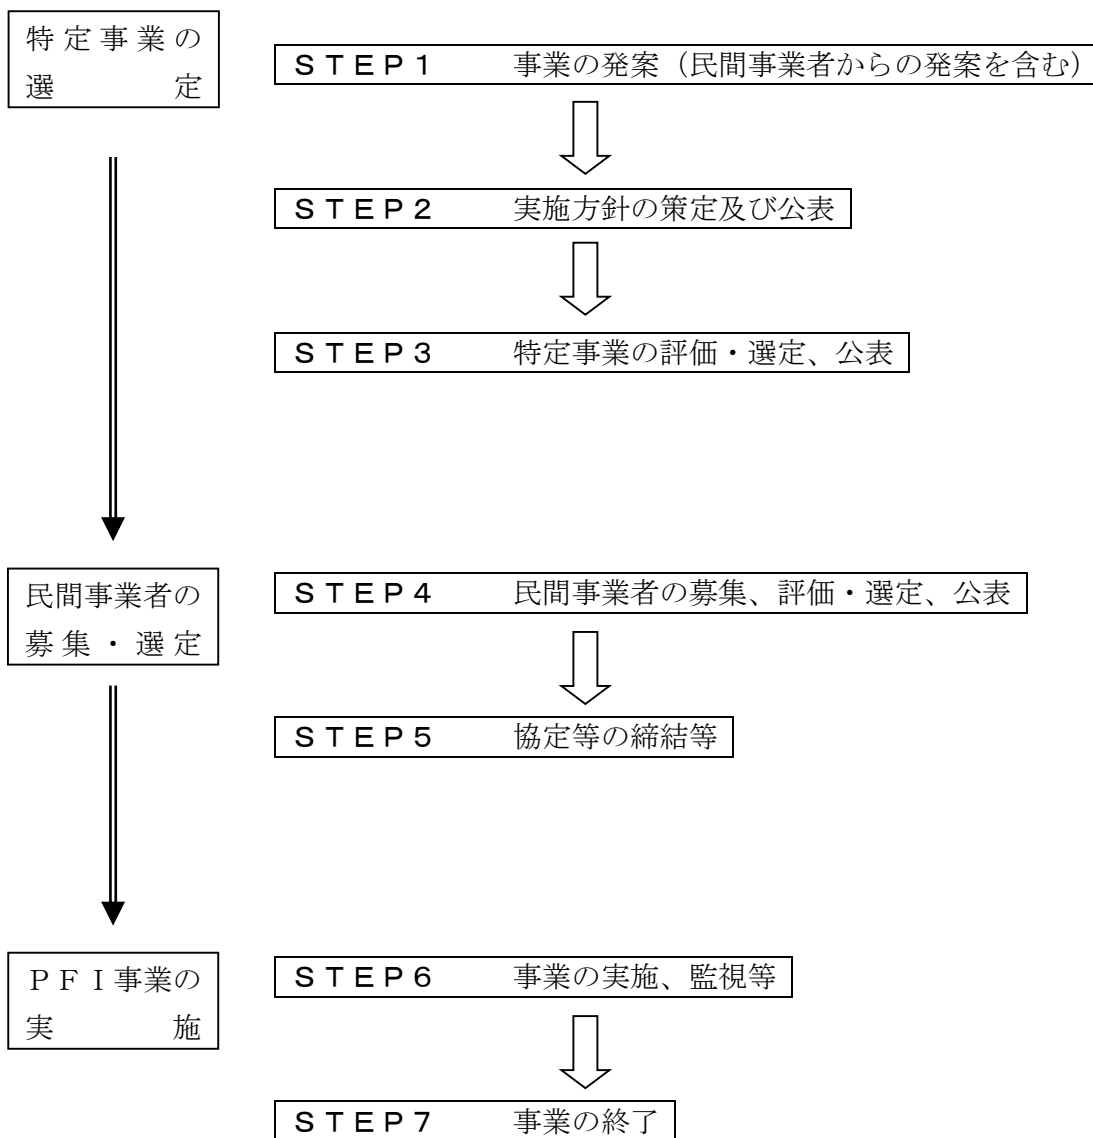 特定事業の
選定
ＳＴＥＰ１　事業の発案（民間事業者からの発案を含む）
ＳＴＥＰ２　実施方針の策定及び公表
ＳＴＥＰ３　特定事業の評価・選定、公表
民間事業者の
募集・選定
ＳＴＥＰ４　民間事業者の募集、評価・選定、公表
ＳＴＥＰ５　協定等の締結等
ＰＦＩ事業の
実施
ＳＴＥＰ６　事業の実施、監視等
ＳＴＥＰ７　事業の終了